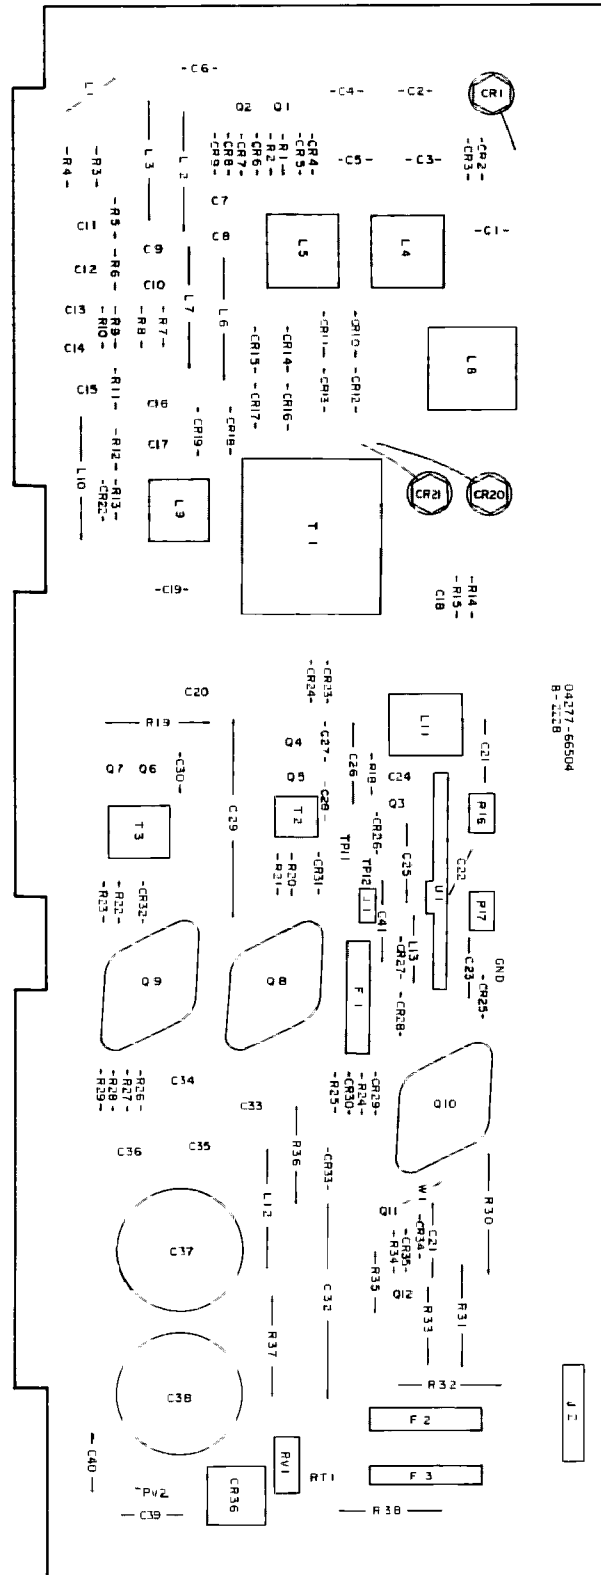 -C6-
L1
Q2
Q1
-C4-
-C2-
CR1
-R4-
-R3-
L3
L2
-CR9-
-CR8-
-CR7-
-CR6-
-R2-
-R1-
-CR5-
-CR4-
-C5-
-C3-
-CR3-
-CR2-
C7
C11
-R5-
C8
L5
L4
-C1-
C9
C12
-R6-
C10
L7
L6
C13
-R10-
-R9-
-R8-
-R7-
C14
-CR15-
-CR14-
-CR11-
-CR10-
L8
C15
-R11-
C16
-CR17-
-CR16-
-CR13-
-CR12-
-CR19-
-CR18-
C17
-R12-
L10
-CR22-
-R13-
L9
T1
CR21
CR20
-C19-
C18
-R15-
-R14-
04277-66504
-CR24-
-CR23-
C20
R19
L11
C21
Q7
Q6
-C30-
C29
Q4
Q5
-C27-
-C28-
C26
-R18-
C24
Q3
R16
T3
T2
TP11
-CR26-
TP12
C25
C22
U1
-R23-
-R22-
-CR32-
-R21-
-R20-
-CR31-
J1
C41
L13
R17
GND
C23
-CR25-
-CR27-
-CR28-
Q9
Q8
F1
-R29-
-R28-
-R27-
-R26-
C34
C33
-R25-
-CR30-
-R24-
-CR29-
Q10
C36
C35
R36
-CR33-
L12
W1
Q11
R30
-R34-
-CR35-
-CR34-
C21
C37
C32
R35
Q12
R33
R31
R37
R32
C38
F2
J2
C40
RV1
RT1
F3
TPV2
CR36
C39
R38